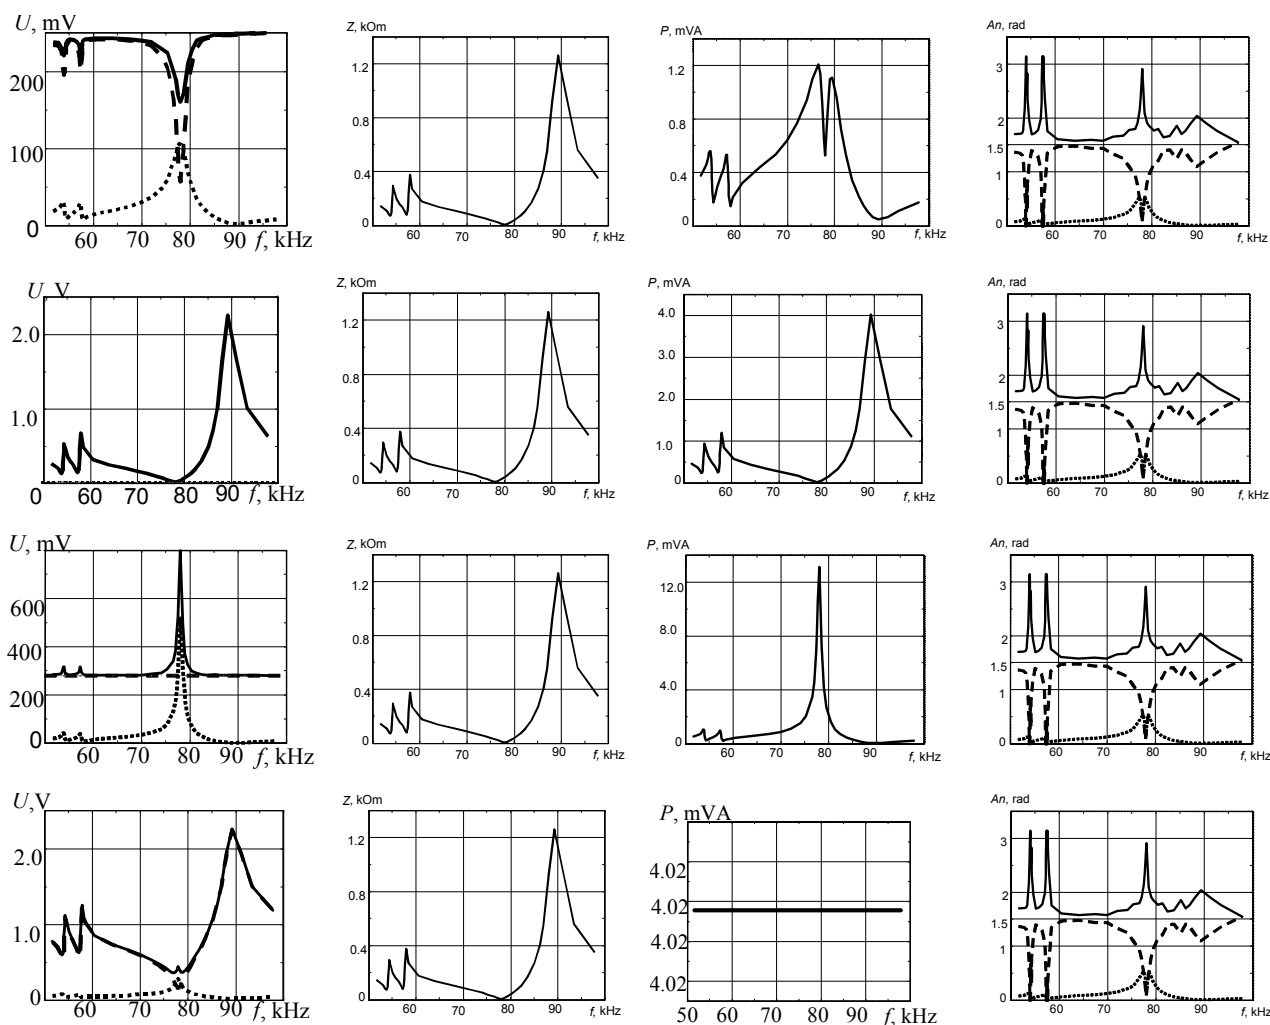 U, mV
200
100
0
60 70 80 90 f, kHz
Z, kOm
1.2
0.8
0.4
0
60 70 80 90 f, kHz
P, mVA
1.2
0.8
0.4
0
60 70 80 90 f, kHz
An, rad
3
2
1.5
1
0
60 70 80 90 f, kHz
U, V
2.0
1.0
0
60 70 80 90 f, kHz
Z, kOm
1.2
0.8
0.4
0
60 70 80 90 f, kHz
P, mVA
4.0
3.0
2.0
1.0
0
60 70 80 90 f, kHz
An, rad
3
2
1.5
1
0
60 70 80 90 f, kHz
U, mV
600
400
200
0
60 70 80 90 f, kHz
Z, kOm
1.2
0.8
0.4
0
60 70 80 90 f, kHz
P, mVA
12.0
8.0
4.0
0
60 70 80 90 f, kHz
An, rad
3
2
1.5
1
0
60 70 80 90 f, kHz
U,V
2.0
1.0
0
60 70 80 90 f, kHz
Z, kOm
1.2
0.8
0.4
0
60 70 80 90 f, kHz
P, mVA
4.02
4.02
4.02
4.02
50 60 70 80 90 f, kHz
An, rad
3
2
1.5
1
0
60 70 80 90 f, kHz